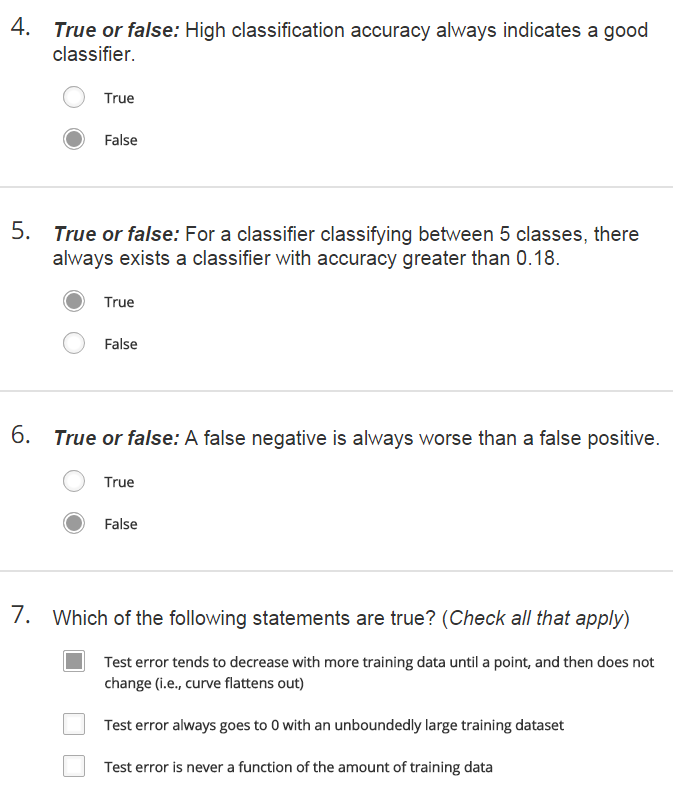 4. True or false: High classification accuracy always indicates a good
classifier.
True
False
5. True or false: For a classifier classifying between 5 classes, there
always exists a classifier with accuracy greater than 0.18.
True
False
6. True or false: A false negative is always worse than a false positive.
True
False
7. Which of the following statements are true? (Check all that apply)
Test error tends to decrease with more training data until a point, and then does not
change (i.e., curve flattens out)
Test error always goes to 0 with an unboundedly large training dataset
Test error is never a function of the amount of training data